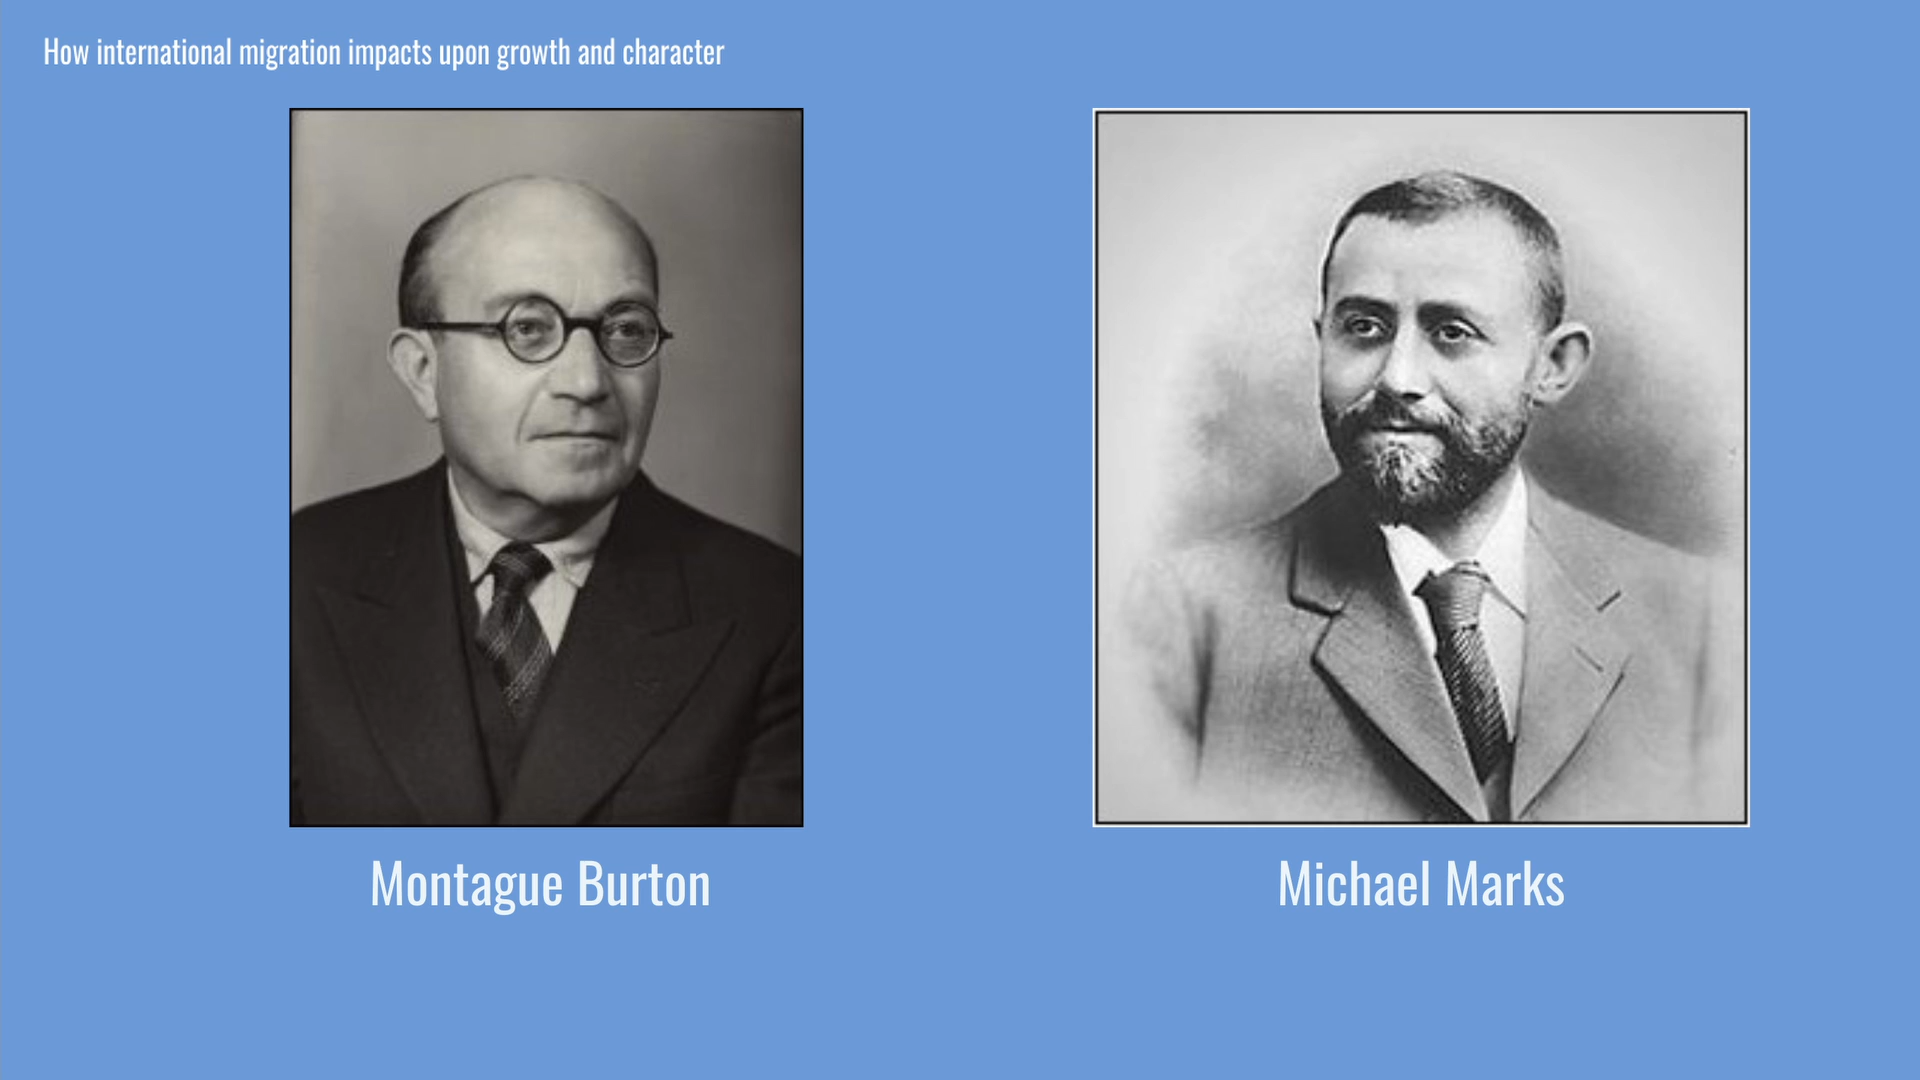 How international migration impacts upon growth and character
Montague Burton
Michael Marks